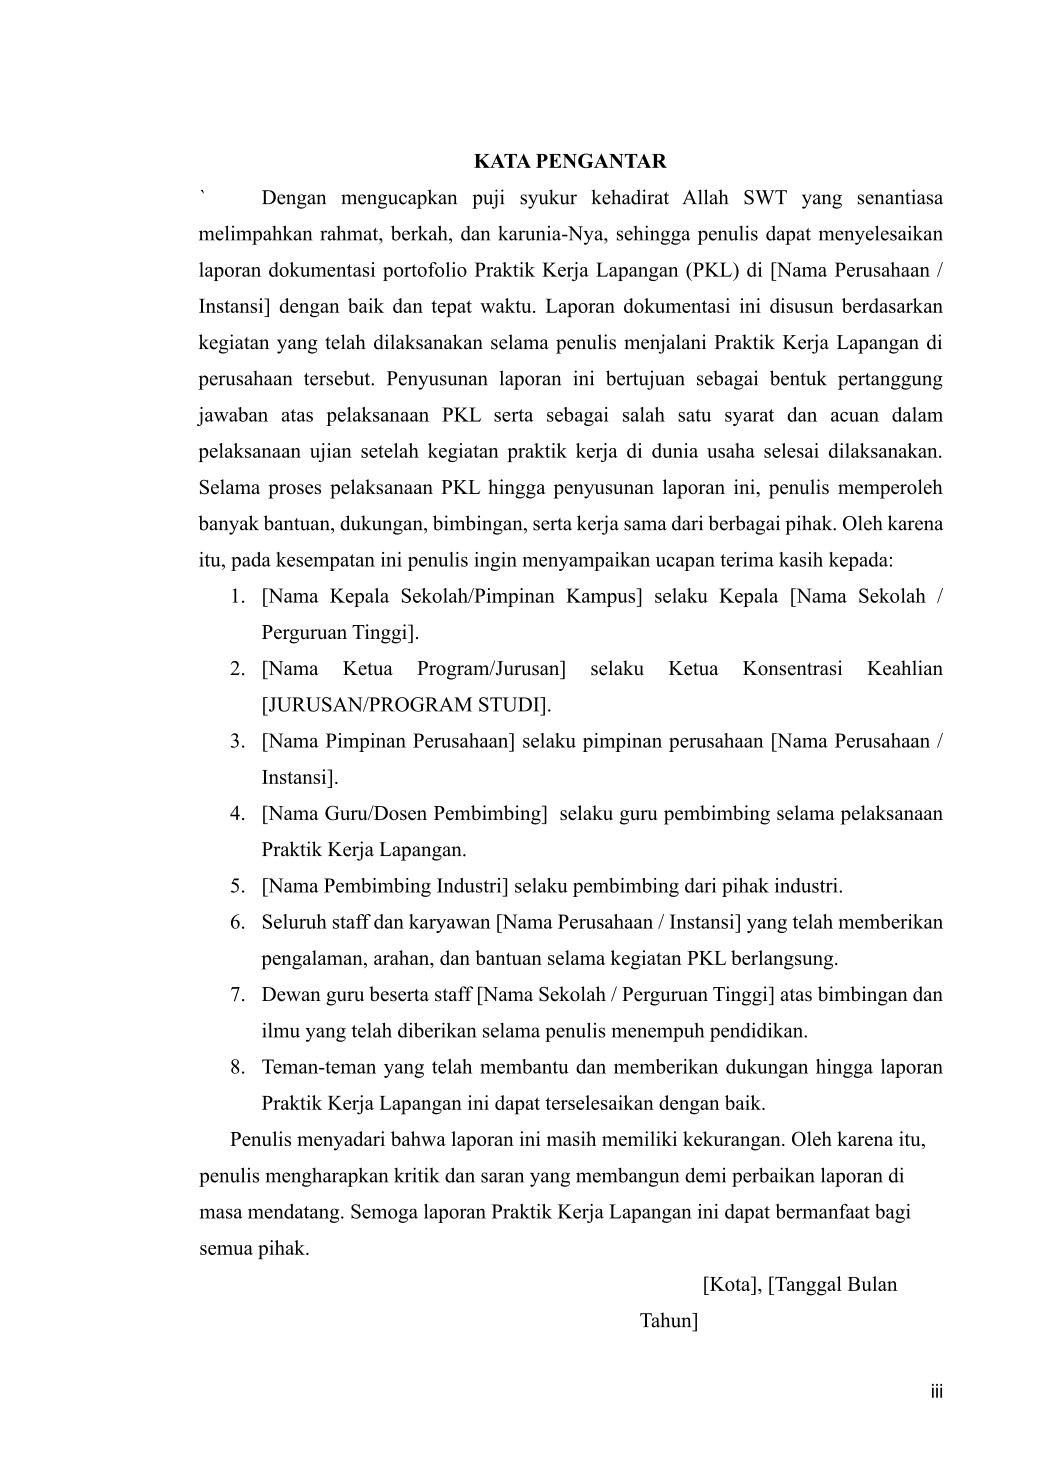 KATA PENGANTAR
` Dengan mengucapkan puji syukur kehadirat Allah SWT yang senantiasa
melimpahkan rahmat, berkah, dan karunia-Nya, sehingga penulis dapat menyelesaikan
laporan dokumentasi portofolio Praktik Kerja Lapangan (PKL) di [Nama Perusahaan /
Instansi] dengan baik dan tepat waktu. Laporan dokumentasi ini disusun berdasarkan
kegiatan yang telah dilaksanakan selama penulis menjalani Praktik Kerja Lapangan di
perusahaan tersebut. Penyusunan laporan ini bertujuan sebagai bentuk pertanggung
jawaban atas pelaksanaan PKL serta sebagai salah satu syarat dan acuan dalam
pelaksanaan ujian setelah kegiatan praktik kerja di dunia usaha selesai dilaksanakan.
Selama proses pelaksanaan PKL hingga penyusunan laporan ini, penulis memperoleh
banyak bantuan, dukungan, bimbingan, serta kerja sama dari berbagai pihak. Oleh karena
itu, pada kesempatan ini penulis ingin menyampaikan ucapan terima kasih kepada:
1. [Nama Kepala Sekolah/Pimpinan Kampus] selaku Kepala [Nama Sekolah /
Perguruan Tinggi].
2. [Nama Ketua Program/Jurusan] selaku Ketua Konsentrasi Keahlian
[JURUSAN/PROGRAM STUDI].
3. [Nama Pimpinan Perusahaan] selaku pimpinan perusahaan [Nama Perusahaan /
Instansi].
4. [Nama Guru/Dosen Pembimbing] selaku guru pembimbing selama pelaksanaan
Praktik Kerja Lapangan.
5. [Nama Pembimbing Industri] selaku pembimbing dari pihak industri.
6. Seluruh staff dan karyawan [Nama Perusahaan / Instansi] yang telah memberikan
pengalaman, arahan, dan bantuan selama kegiatan PKL berlangsung.
7. Dewan guru beserta staff [Nama Sekolah / Perguruan Tinggi] atas bimbingan dan
ilmu yang telah diberikan selama penulis menempuh pendidikan.
8. Teman-teman yang telah membantu dan memberikan dukungan hingga laporan
Praktik Kerja Lapangan ini dapat terselesaikan dengan baik.
Penulis menyadari bahwa laporan ini masih memiliki kekurangan. Oleh karena itu,
penulis mengharapkan kritik dan saran yang membangun demi perbaikan laporan di
masa mendatang. Semoga laporan Praktik Kerja Lapangan ini dapat bermanfaat bagi
semua pihak.
[Kota], [Tanggal Bulan
Tahun]
iii